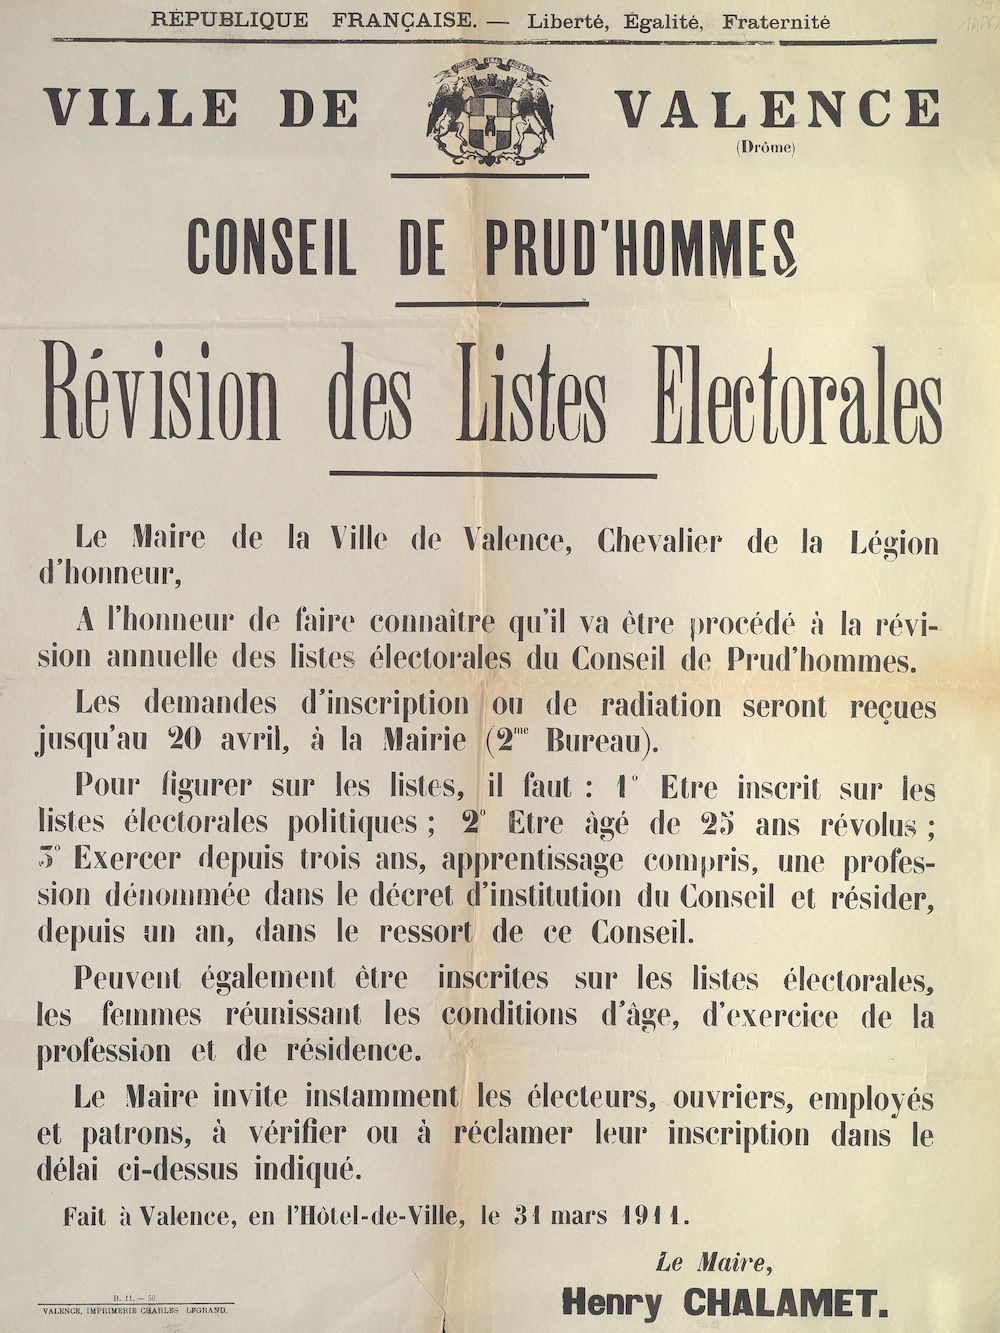 RÉPUBLIQUE FRANÇAISE. — Liberté, Égalité, Fraternité
VILLE DE VALENCE
(Drôme)
CONSEIL DE PRUD'HOMMES
Révision des Listes Electorales
Le Maire de la Ville de Valence, Chevalier de la Légion
d'honneur,
A l'honneur de faire connaître qu'il va être procédé à la révi-
sion annuelle des listes électorales du Conseil de Prud'hommes.
Les demandes d'inscription ou de radiation seront reçues
jusqu'au 20 avril, à la Mairie (2me Bureau).
Pour figurer sur les listes, il faut : 1° Etre inscrit sur les
listes électorales politiques ; 2° Etre âgé de 25 ans révolus ;
3° Exercer depuis trois ans, apprentissage compris, une profes-
sion dénommée dans le décret d'institution du Conseil et résider,
depuis un an, dans le ressort de ce Conseil.
Peuvent également être inscrites sur les listes électorales,
les femmes réunissant les conditions d'âge, d'exercice de la
profession et de résidence.
Le Maire invite instamment les électeurs, ouvriers, employés
et patrons, à vérifier ou à réclamer leur inscription dans le
délai ci-dessus indiqué.
Fait à Valence, en l'Hôtel-de-Ville, le 31 mars 1911.
Le Maire,
Henry CHALAMET.
B. 11. — 50.
VALENCE, IMPRIMERIE CHARLES LEGRAND.